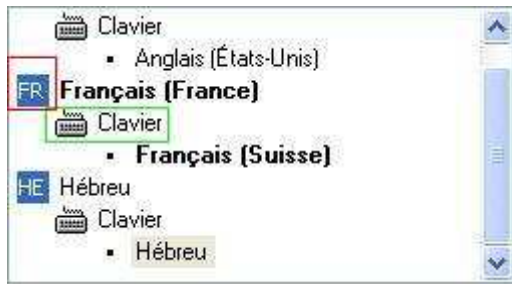 Clavier
Anglais (États-Unis)
FR Français (France)
Clavier
Français (Suisse)
HE Hébreu
Clavier
Hébreu